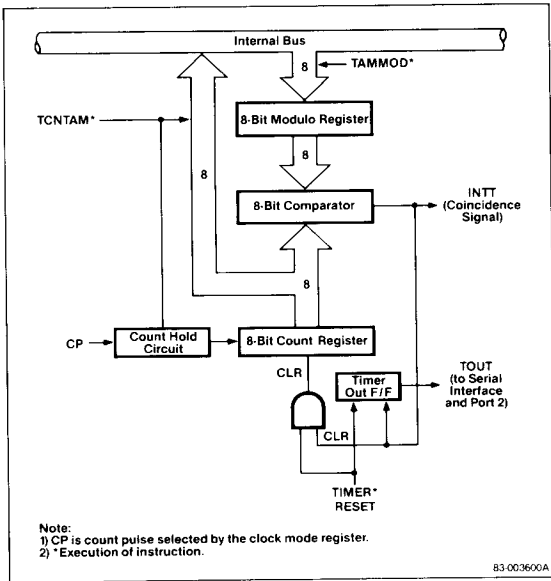 Internal Bus
8
TAMMOD*
TCNTAM*
8-Bit Modulo Register
8
8
INTT
(Coincidence
Signal)
8-Bit Comparator
8
CP
Count Hold
Circuit
8-Bit Count Register
CLR
Timer
Out F/F
TOUT
(to Serial
Interface
and Port 2)
CLR
TIMER*
RESET
Note:
1) CP is count pulse selected by the clock mode register.
2) *Execution of instruction.
83-003600A